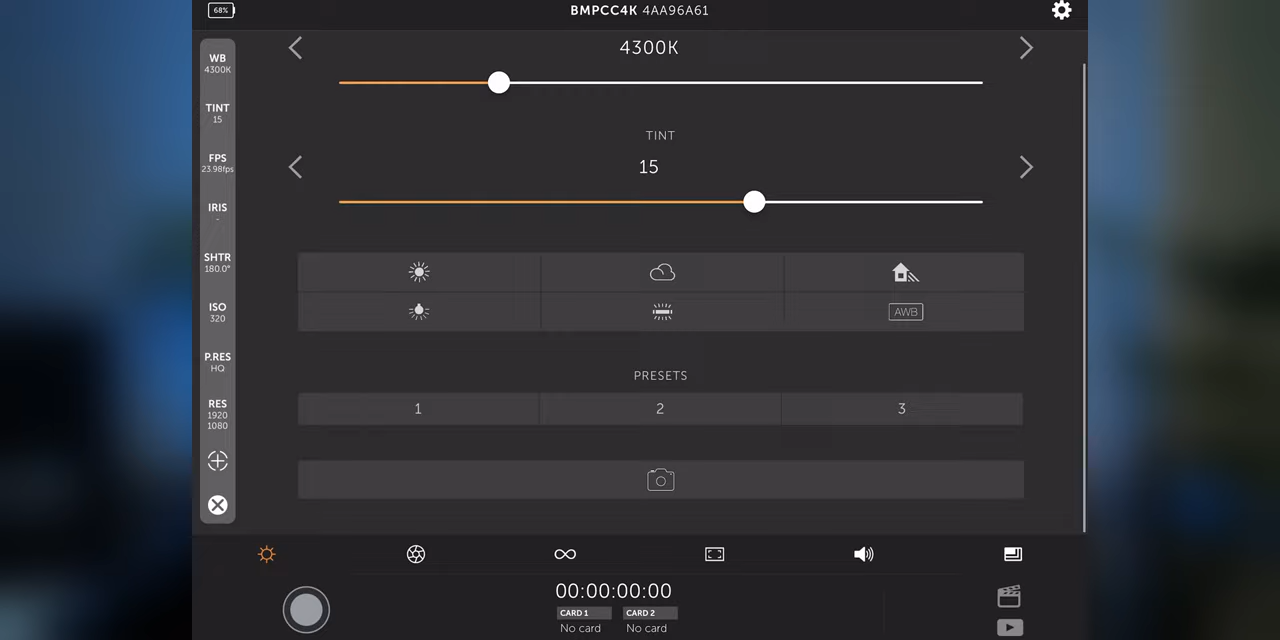 68%
BMPCC4K 4AA96A61
WB
4300K
TINT
15
FPS
23.98fps
IRIS
-
SHTR
180.0°
ISO
320
P.RES
HQ
RES
1920
1080
4300K
TINT
15
AWB
PRESETS
1 2 3
00:00:00:00
CARD 1 CARD 2
No card No card